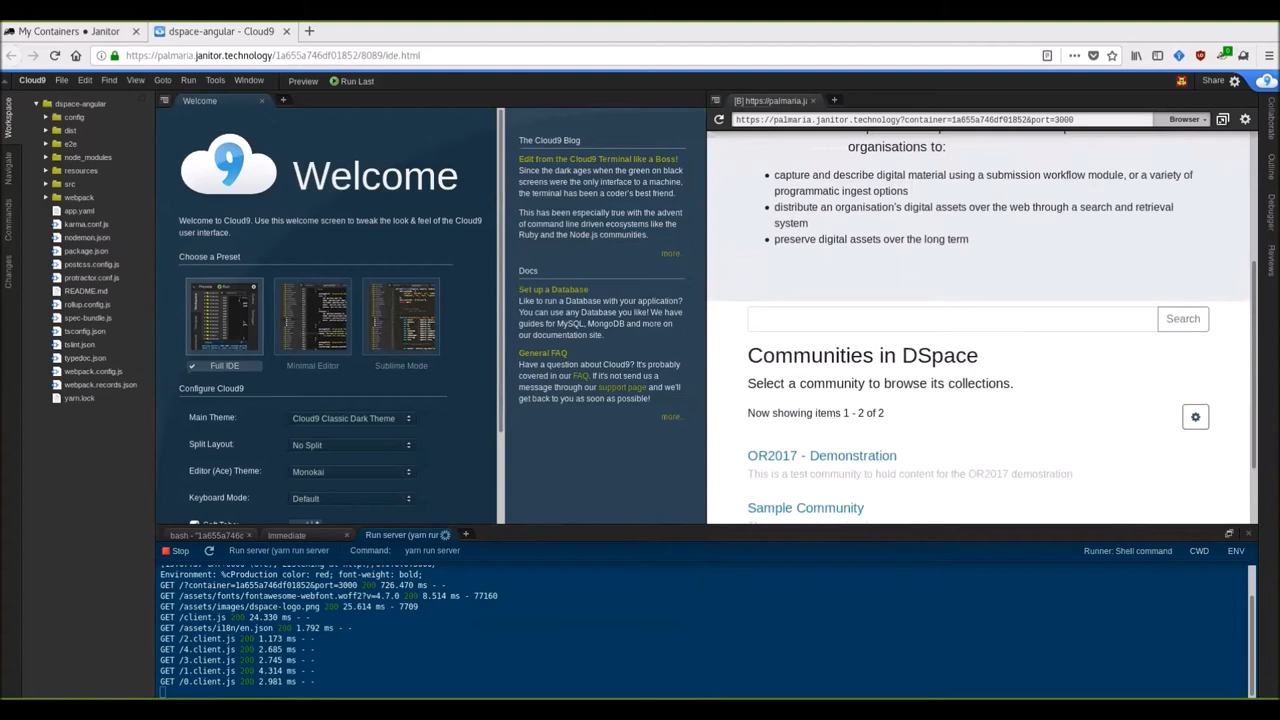 My Containers • Janitor
dspace-angular - Cloud9
https://palmaria.janitor.technology/1a655a746df01852/8089/ide.html
Cloud9 File Edit Find View Goto Run Tools Window Preview Run Last Share
Workspace
Navigate
Commands
Changes
dspace-angular
config
dist
e2e
node_modules
resources
src
webpack
app.yaml
karma.conf.js
nodemon.json
package.json
postcss.config.js
protractor.conf.js
README.md
rollup.config.js
spec-bundle.js
tsconfig.json
tslint.json
typedoc.json
webpack.config.js
webpack.records.json
yarn.lock
Welcome
9 Welcome
Welcome to Cloud9. Use this welcome screen to tweak the look & feel of the Cloud9
user interface.
Choose a Preset
Full IDE
Minimal Editor
Sublime Mode
Configure Cloud9
Main Theme: Cloud9 Classic Dark Theme
Split Layout: No Split
Editor (Ace) Theme: Monokai
Keyboard Mode: Default
The Cloud9 Blog
Edit from the Cloud9 Terminal like a Boss!
Since the dark ages when the green on black
screens were the only interface to a machine,
the terminal has been a coder's best friend.
This has been especially true with the advent
of command line driven ecosystems like the
Ruby and the Node.js communities.
more..
Docs
Set up a Database
Like to run a Database with your application?
You can use any Database you like! We have
guides for MySQL, MongoDB and more on
our documentation site.
General FAQ
Have a question about Cloud9? It's probably
covered in our FAQ. If it's not send us a
message through our support page and we'll
get back to you as soon as possible!
more..
[B] https://palmaria.ja
https://palmaria.janitor.technology?container=1a655a746df01852&port=3000
Browser
organisations to:
capture and describe digital material using a submission workflow module, or a variety of
programmatic ingest options
distribute an organisation's digital assets over the web through a search and retrieval
system
preserve digital assets over the long term
Search
Communities in DSpace
Select a community to browse its collections.
Now showing items 1 - 2 of 2
OR2017 - Demonstration
This is a test community to hold content for the OR2017 demostration
Sample Community
Collaborate
Outline
Debugger
Reviews
bash - "1a655a746c
Immediate
Run server (yarn rur
Stop Run server (yarn run server Command: yarn run server Runner: Shell command CWD ENV
Environment: %cProduction color: red; font-weight: bold;
GET /?container=1a655a746df01852&port=3000 200 726.470 ms - -
GET /assets/fonts/fontawesome-webfont.woff2?v=4.7.0 200 8.514 ms - 77160
GET /assets/images/dspace-logo.png 200 25.614 ms - 7709
GET /client.js 200 24.330 ms - -
GET /assets/i18n/en.json 200 1.792 ms - -
GET /2.client.js 200 1.173 ms - -
GET /4.client.js 200 2.685 ms - -
GET /3.client.js 200 2.745 ms - -
GET /1.client.js 200 4.314 ms - -
GET /0.client.js 200 2.981 ms - -